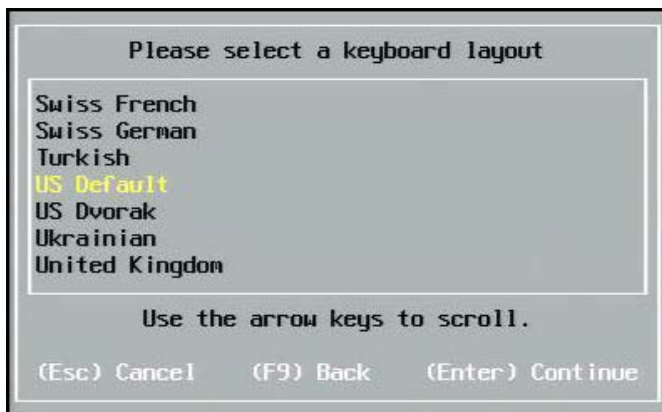 Please select a keyboard layout
Swiss French
Swiss German
Turkish
US Default
US Dvorak
Ukrainian
United Kingdom
Use the arrow keys to scroll.
(Esc) Cancel (F9) Back (Enter) Continue